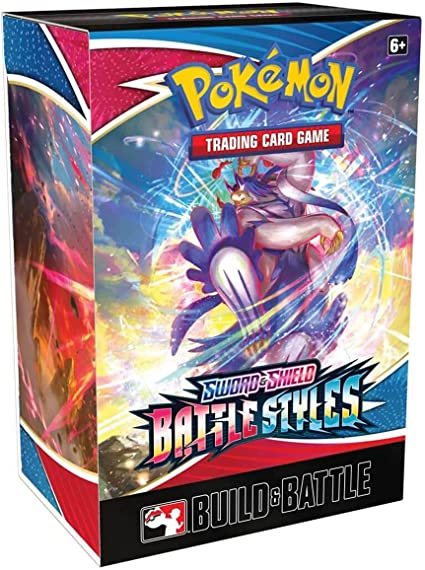 6+
POKéMON
TRADING CARD GAME
SWORD & SHIELD
BATTLE STYLES
BUILD & BATTLE